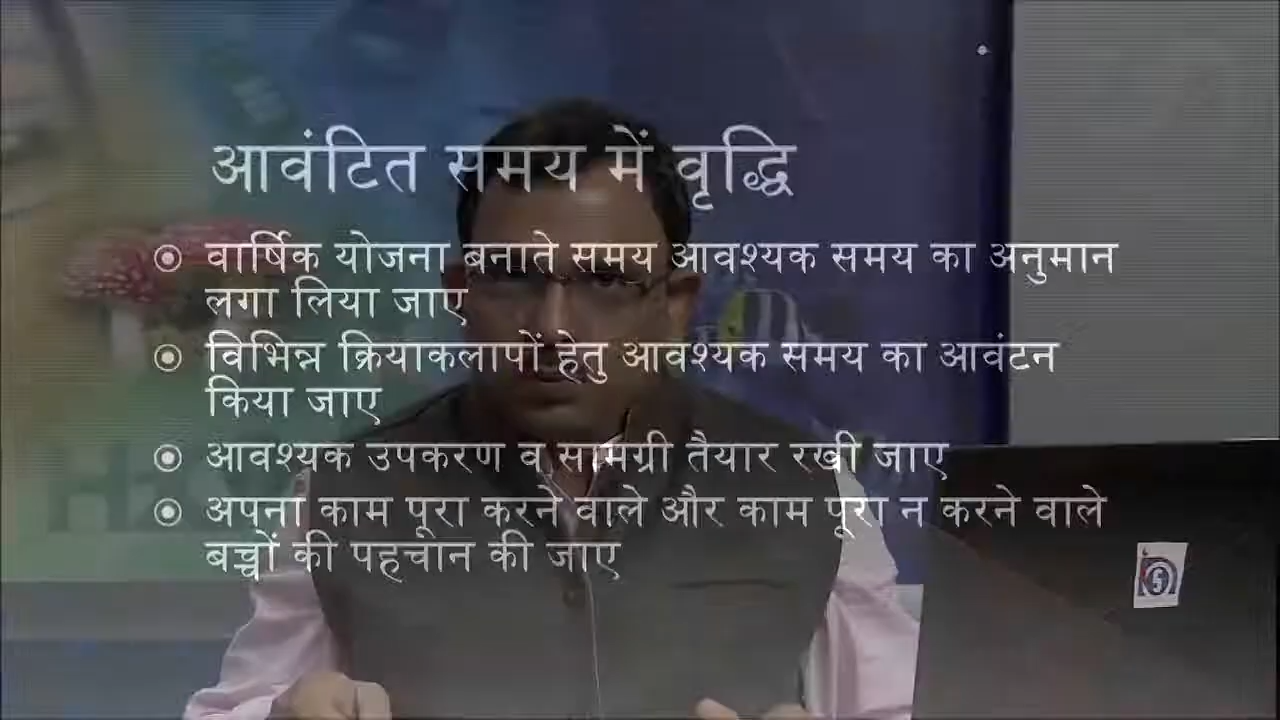 आवंटित समय में वृद्धि
वार्षिक योजना बनाते समय आवश्यक समय का अनुमान
लगा लिया जाए
विभिन्न क्रियाकलापों हेतु आवश्यक समय का आवंटन
किया जाए
आवश्यक उपकरण व सामग्री तैयार रखी जाए
अपना काम पूरा करने वाले और काम पूरा न करने वाले
बच्चों की पहचान की जाए